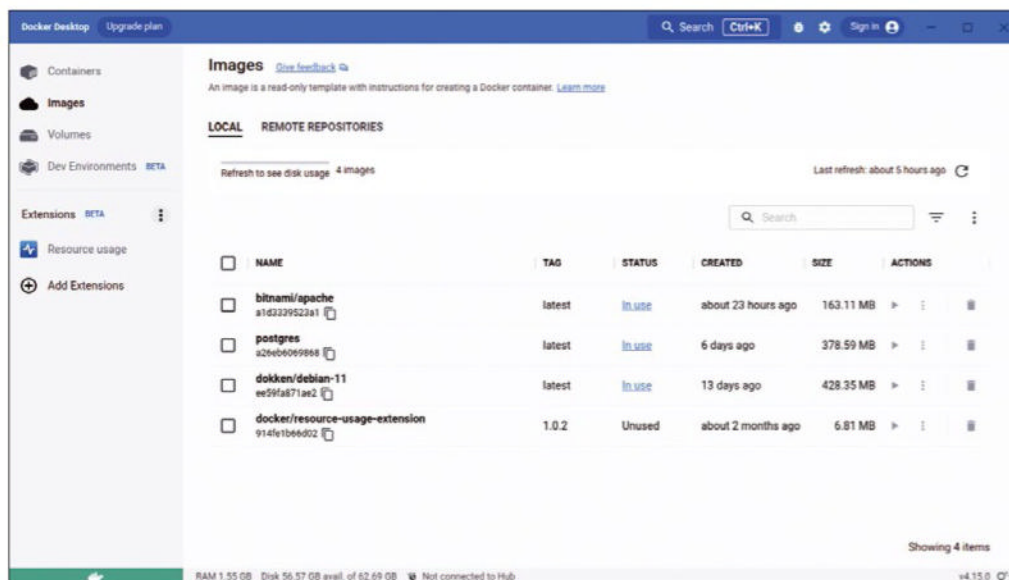 Docker Desktop Upgrade plan Search Ctrl+K Sign in
Containers
Images
Volumes
Dev Environments BETA
Extensions BETA
Resource usage
Add Extensions
Images Give feedback
An image is a read-only template with instructions for creating a Docker container. Learn more
LOCAL REMOTE REPOSITORIES
Refresh to see disk usage 4 images Last refresh: about 5 hours ago
Search
NAME TAG STATUS CREATED SIZE ACTIONS
bitnami/apache latest In use about 23 hours ago 163.11 MB
a1d3339523a1
postgres latest In use 6 days ago 378.59 MB
a26eb6069868
dokken/debian-11 latest In use 13 days ago 428.35 MB
ee59fa871ae2
docker/resource-usage-extension 1.0.2 Unused about 2 months ago 6.81 MB
914fe1b66d02
Showing 4 items
RAM 1.55 GB Disk 56.57 GB avail. of 62.69 GB Not connected to Hub v4.15.0